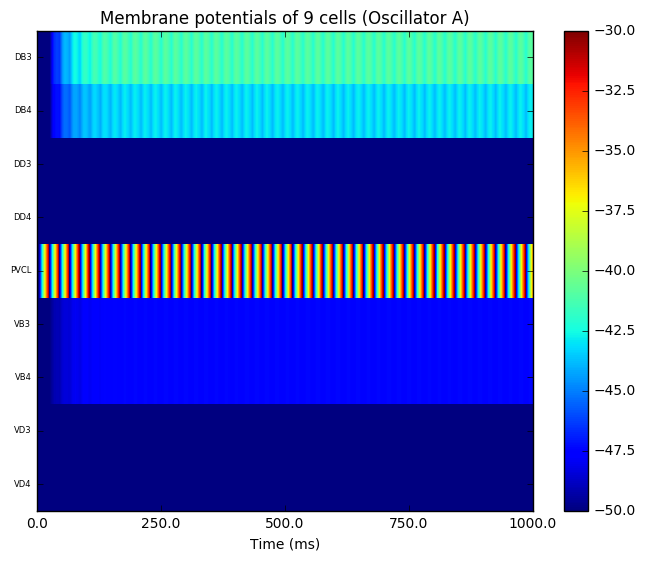 Membrane potentials of 9 cells (Oscillator A)
DB3
DB4
DD3
DD4
PVCL
VB3
VB4
VD3
VD4
0.0 250.0 500.0 750.0 1000.0
Time (ms)
−30.0
−32.5
−35.0
−37.5
−40.0
−42.5
−45.0
−47.5
−50.0